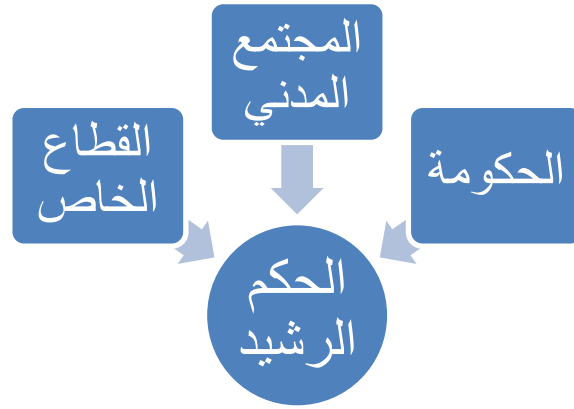 المجتمع
المدني
الحكومة
القطاع
الخاص
الحكم
الرشيد